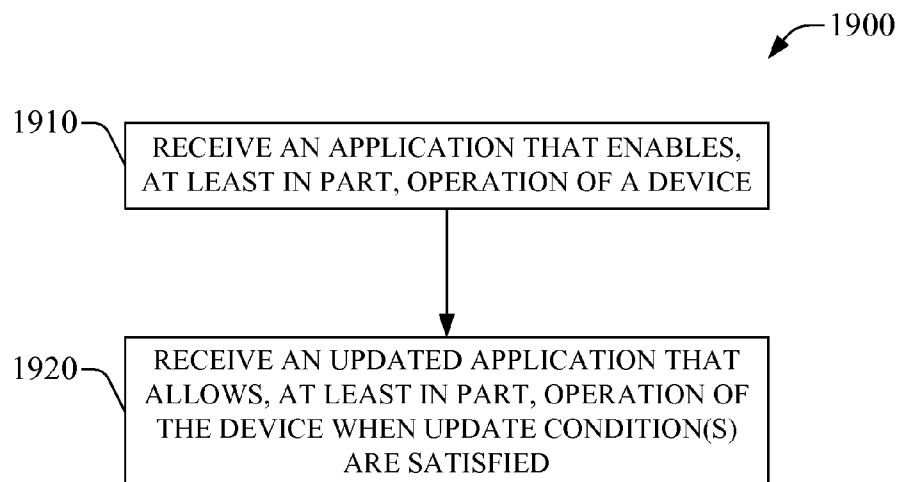 1900
1910
RECEIVE AN APPLICATION THAT ENABLES,
AT LEAST IN PART, OPERATION OF A DEVICE
1920
RECEIVE AN UPDATED APPLICATION THAT
ALLOWS, AT LEAST IN PART, OPERATION OF
THE DEVICE WHEN UPDATE CONDITION(S)
ARE SATISFIED